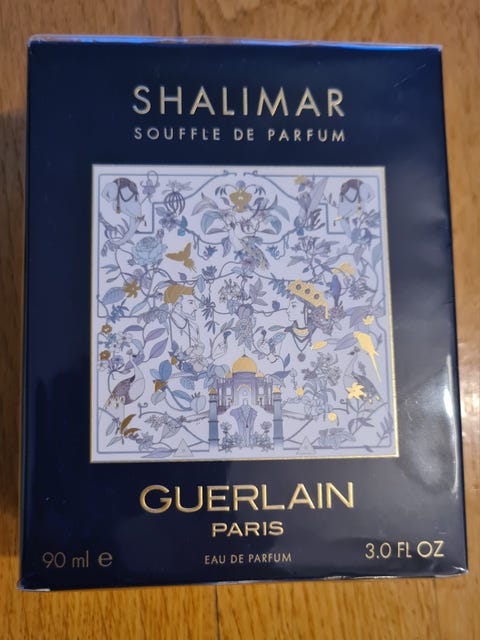 SHALIMAR
SOUFFLE DE PARFUM
GUERLAIN
PARIS
90 ml ℮
EAU DE PARFUM
3.0 FL OZ